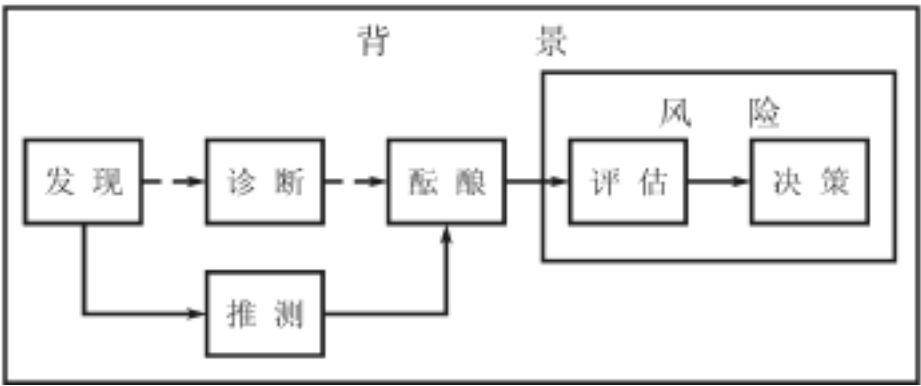 背 景
风 险
发 现
诊 断
酝 酿
评 估
决 策
推 测